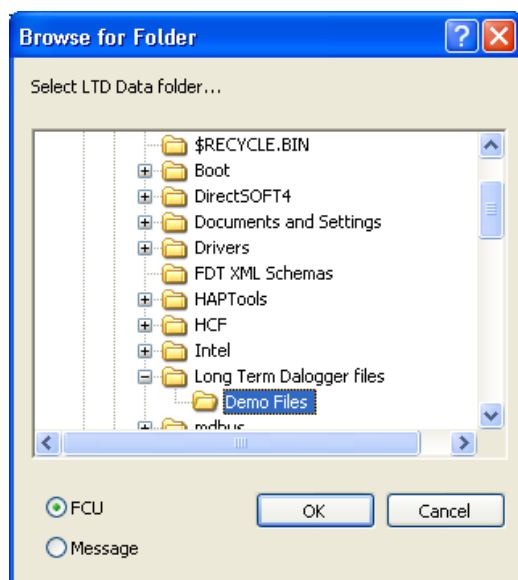 Browse for Folder
Select LTD Data folder...
$RECYCLE.BIN
Boot
DirectSOFT4
Documents and Settings
Drivers
FDT XML Schemas
HAPTools
HCF
Intel
Long Term Dalogger files
Demo Files
mdbus
FCU
OK
Cancel
Message